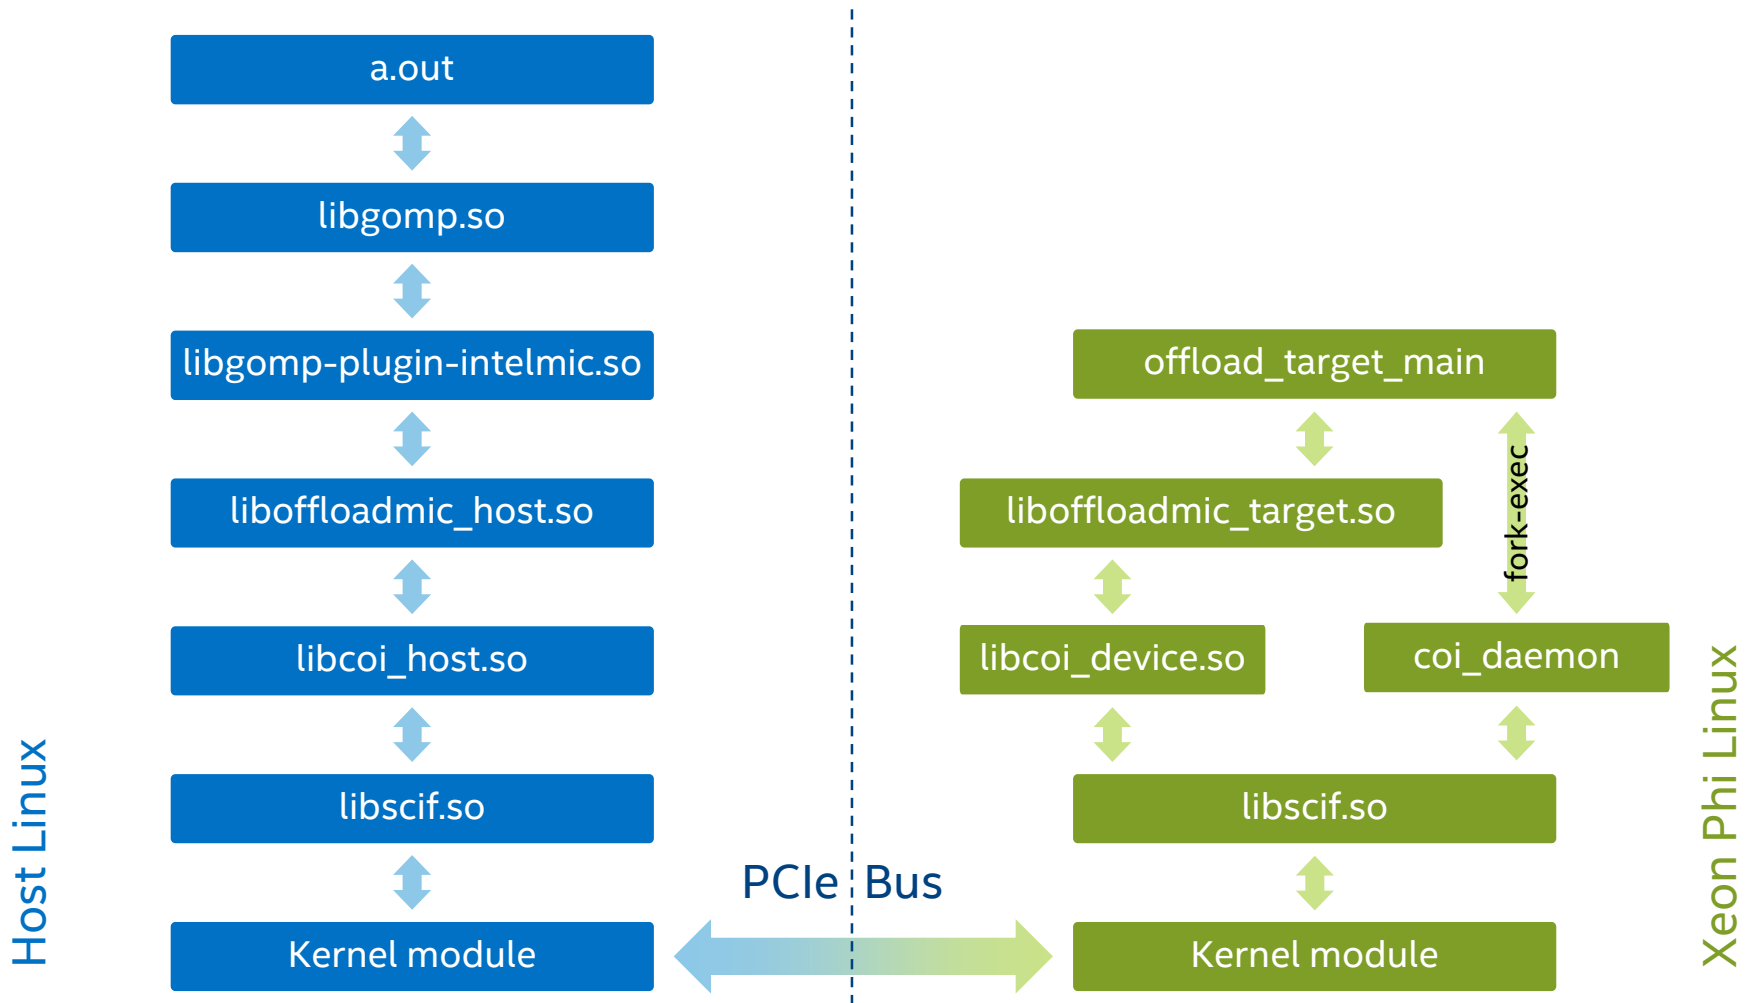 a.out
libgomp.so
libgomp-plugin-intelmic.so
liboffloadmic_host.so
libcoi_host.so
libscif.so
Kernel module
Host Linux
PCIe Bus
offload_target_main
fork-exec
liboffloadmic_target.so
libcoi_device.so
coi_daemon
libscif.so
Kernel module
Xeon Phi Linux